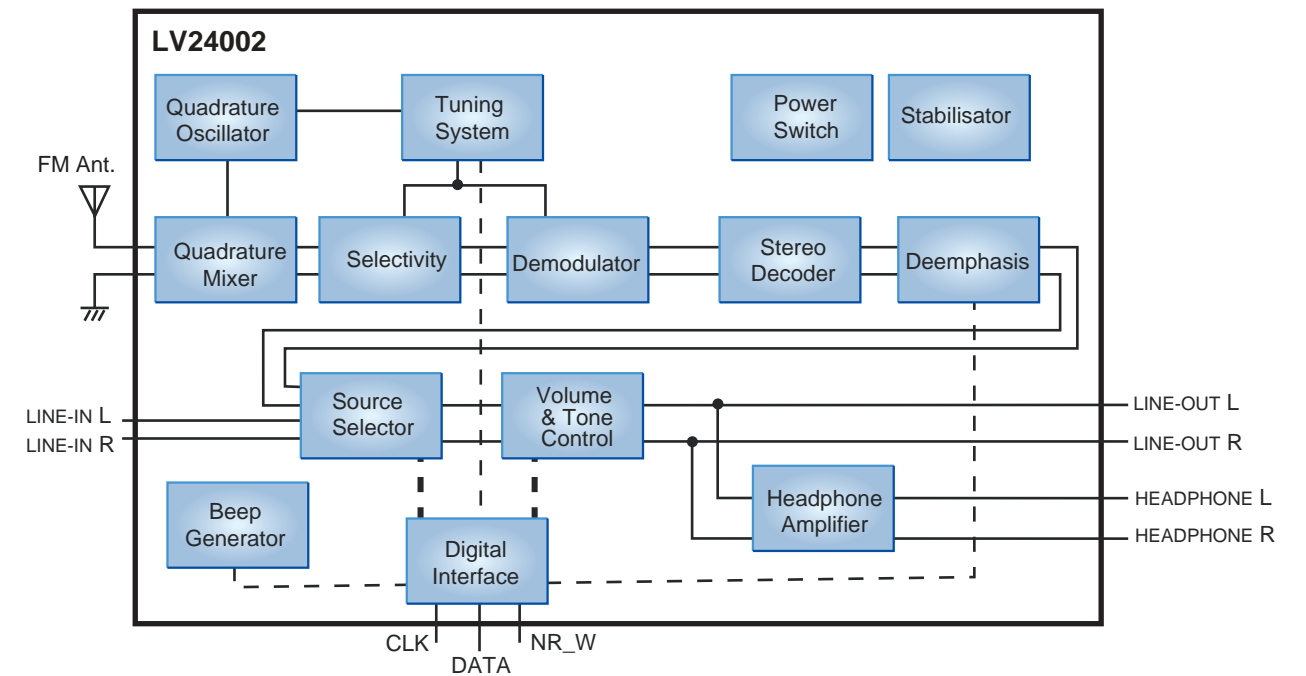 LV24002
Quadrature
Oscillator
Tuning
System
Power
Switch
Stabilisator
FM Ant.
Quadrature
Mixer
Selectivity
Demodulator
Stereo
Decoder
Deemphasis
Source
Selector
Volume
& Tone
Control
LINE-IN L
LINE-IN R
LINE-OUT L
LINE-OUT R
Beep
Generator
Digital
Interface
Headphone
Amplifier
HEADPHONE L
HEADPHONE R
CLK
DATA
NR_W